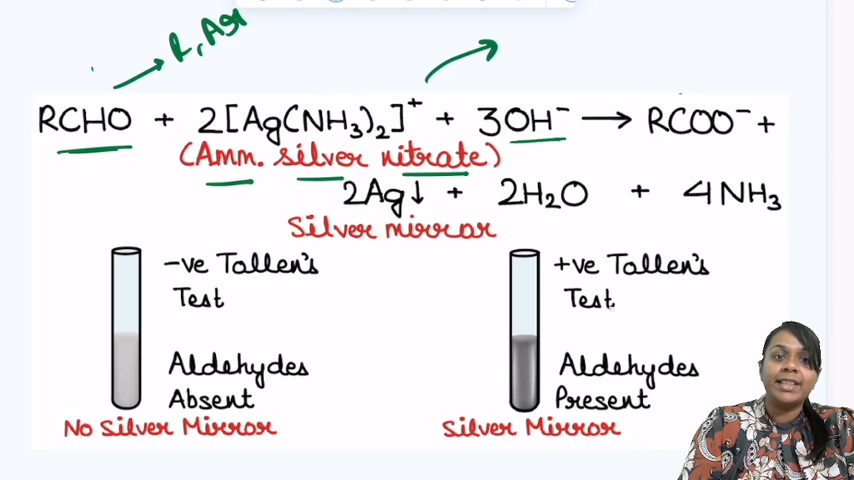 R, Ar
RCHO + 2[Ag(NH₃)₂]⁺ + 3OH⁻ → RCOO⁻ +
(Amm. silver nitrate)
2Ag↓ + 2H₂O + 4NH₃
Silver mirror
-ve Tollen's
Test
Aldehydes
Absent
No Silver Mirror
+ve Tollen's
Test
Aldehydes
Present
Silver Mirror